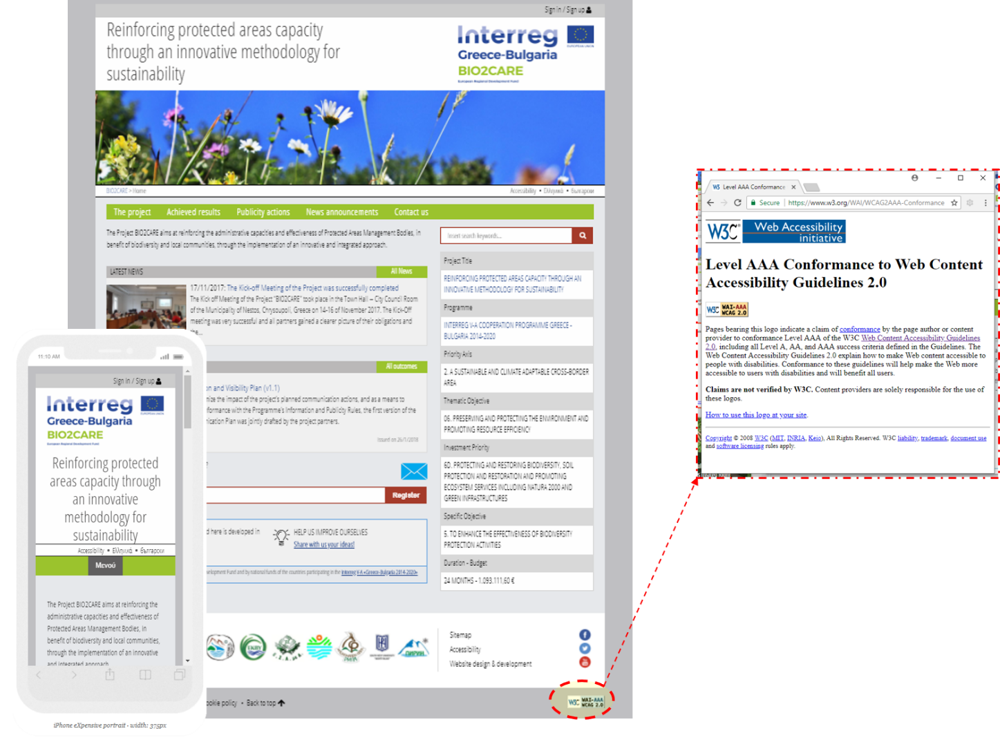 Sign in / Sign up
Reinforcing protected areas capacity
through an innovative methodology for
sustainability
Interreg
EUROPEAN UNION
Greece-Bulgaria
BIO2CARE
European Regional Development Fund
BIO2CARE > Home
Accessibility • Ελληνικά • български
The project
Achieved results
Publicity actions
News announcements
Contact us
The Project BIO2CARE aims at reinforcing the administrative capacities and effectiveness of Protected Areas Management Bodies, in
benefit of biodiversity and local communities, through the implementation of an innovative and integrated approach.
LATEST NEWS
All News
17/11/2017: The Kick-off Meeting of the Project was successfully completed
The Kick off Meeting of the Project "BIO2CARE" took place in the Town Hall – City Council Room
of the Municipality of Nestos, Chrysoupoli, Greece on 14-16 of November 2017. The Kick-Off
meeting was very successful and all partners gained a clearer picture of their obligations and
the...
All outcomes
on and Visibility Plan (v1.1)
mise the impact of the project's planned communication actions, and as a means to
formance with the Programme's Information and Publicity Rules, the first version of the
ication Plan was jointly drafted by the project partners.
Issued on 26/1/2018
?
Register
d here is developed in
HELP US IMPROVE OURSELVES
Share with us your ideas!
velopment Fund and by national funds of the countries participating in the Interreg V-A «Greece-Bulgaria 2014-2020»
Insert search keywords...
Project Title
REINFORCING PROTECTED AREAS CAPACITY THROUGH AN
INNOVATIVE METHODOLOGY FOR SUSTAINABILITY
Programme
INTERREG V-A COOPERATION PROGRAMME GREECE -
BULGARIA 2014-2020
Priority Axis
2. A SUSTAINABLE AND CLIMATE ADAPTABLE CROSS-BORDER
AREA
Thematic Objective
06. PRESERVING AND PROTECTING THE ENVIRONMENT AND
PROMOTING RESOURCE EFFICIENCY
Investment Priority
6D. PROTECTING AND RESTORING BIODIVERSITY, SOIL
PROTECTION AND RESTORATION AND PROMOTING
ECOSYSTEM SERVICES INCLUDING NATURA 2000 AND
GREEN INFRASTRUCTURES
Specific Objective
5. TO ENHANCE THE EFFECTIVENESS OF BIODIVERSITY
PROTECTION ACTIVITIES
Duration - Budget
24 MONTHS - 1.093.111,60 €
Sitemap
Accessibility
Website design & development
ookie policy • Back to top
W3C WAI-AAA
WCAG 2.0
11:10 AM
Sign in / Sign up
Interreg
EUROPEAN UNION
Greece-Bulgaria
BIO2CARE
European Regional Development Fund
Reinforcing protected
areas capacity through
an innovative
methodology for
sustainability
Accessibility • Ελληνικά • български
Μενού
The Project BIO2CARE aims at reinforcing the
administrative capacities and effectiveness of
Protected Areas Management Bodies, in
benefit of biodiversity and local communities,
through the implementation of an innovative
and integrated approach.
iPhone eXpensive portrait · width: 375px
W3 Level AAA Conformance
Secure | https://www.w3.org/WAI/WCAG2AAA-Conformance
W3C® Web Accessibility
initiative
Level AAA Conformance to Web Content
Accessibility Guidelines 2.0
W3C WAI-AAA
WCAG 2.0
Pages bearing this logo indicate a claim of conformance by the page author or content
provider to conformance Level AAA of the W3C Web Content Accessibility Guidelines
2.0, including all Level A, AA, and AAA success criteria defined in the Guidelines. The
Web Content Accessibility Guidelines 2.0 explain how to make Web content accessible to
people with disabilities. Conformance to these guidelines will help make the Web more
accessible to users with disabilities and will benefit all users.
Claims are not verified by W3C. Content providers are solely responsible for the use of
these logos.
How to use this logo at your site.
Copyright © 2008 W3C (MIT, INRIA, Keio), All Rights Reserved. W3C liability, trademark, document use
and software licensing rules apply.